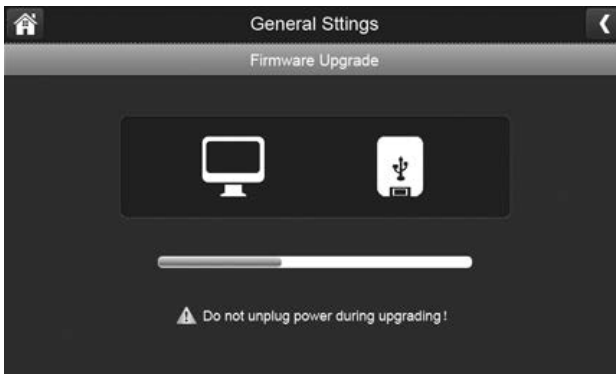 General Sttings
Firmware Upgrade
Do not unplug power during upgrading!